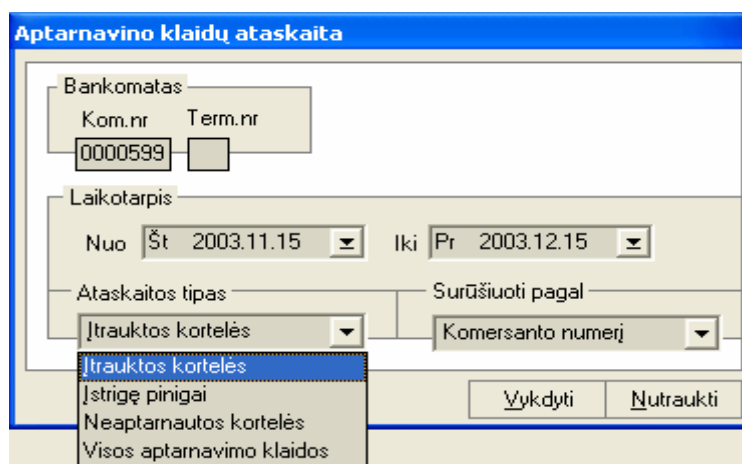 Aptarnavino klaidų ataskaita
Bankomatas
Kom.nr Term.nr
0000599
Laikotarpis
Nuo Št 2003.11.15 Iki Pr 2003.12.15
Ataskaitos tipas Surūšiuoti pagal
Įtrauktos kortelės Komersanto numerį
Įtrauktos kortelės
Įstrigę pinigai
Neaptarnautos kortelės
Visos aptarnavimo klaidos
Vykdyti Nutraukti